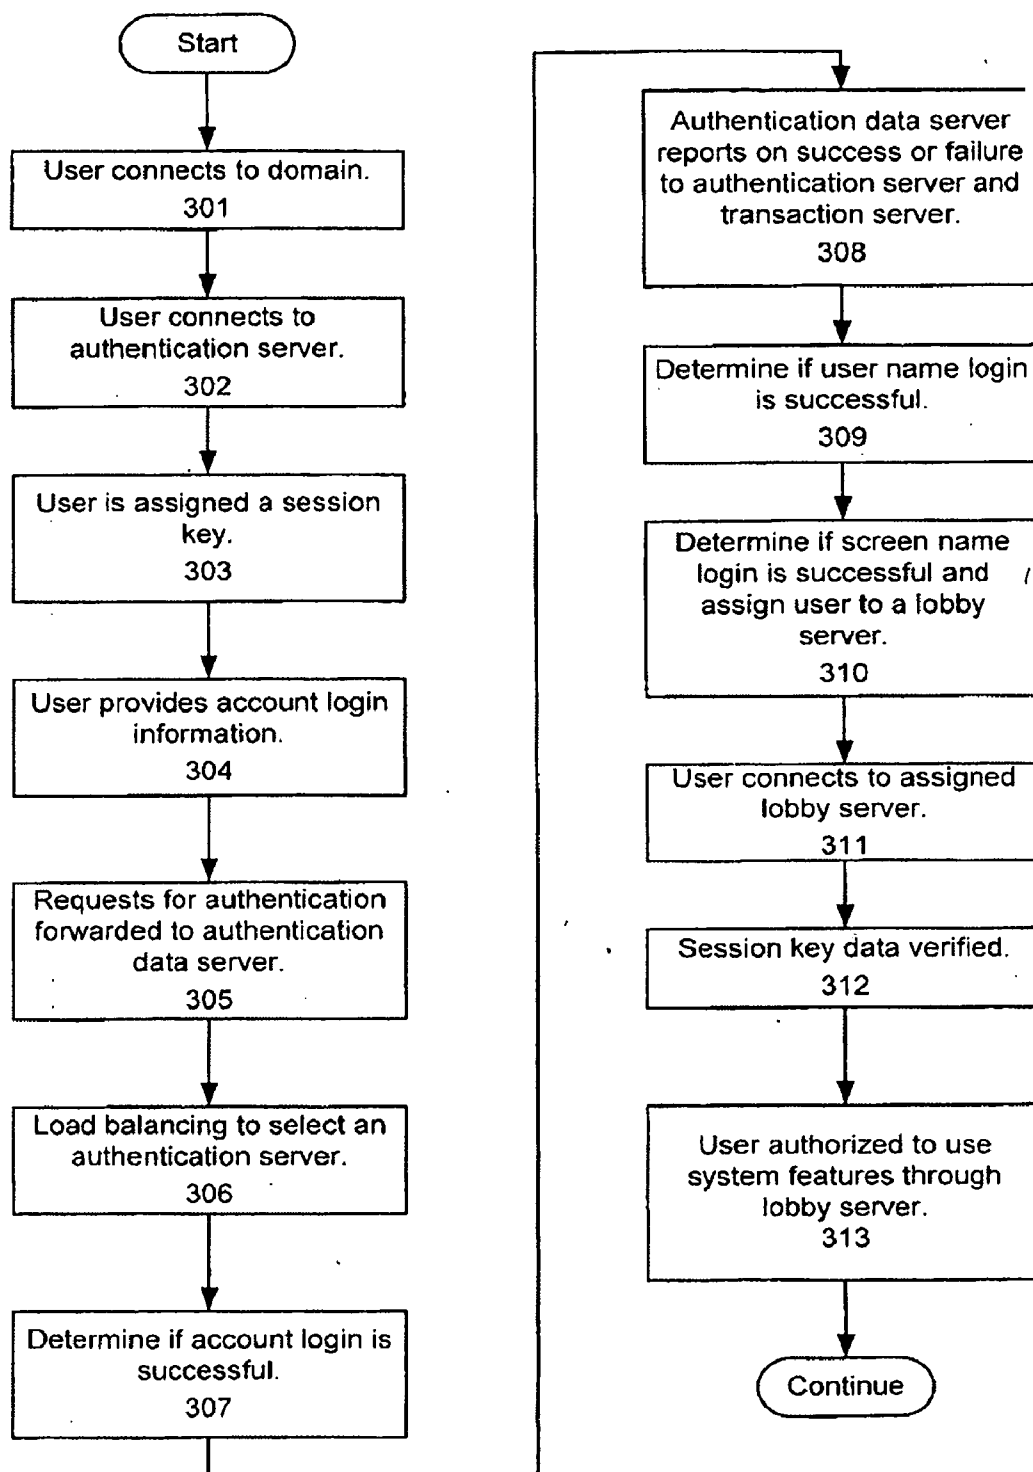 Start
User connects to domain.
301
User connects to
authentication server.
302
User is assigned a session
key.
303
User provides account login
information.
304
Requests for authentication
forwarded to authentication
data server.
305
Load balancing to select an
authentication server.
306
Determine if account login is
successful.
307
Authentication data server
reports on success or failure
to authentication server and
transaction server.
308
Determine if user name login
is successful.
309
Determine if screen name
login is successful and
assign user to a lobby
server.
310
User connects to assigned
lobby server.
311
Session key data verified.
312
User authorized to use
system features through
lobby server.
313
Continue